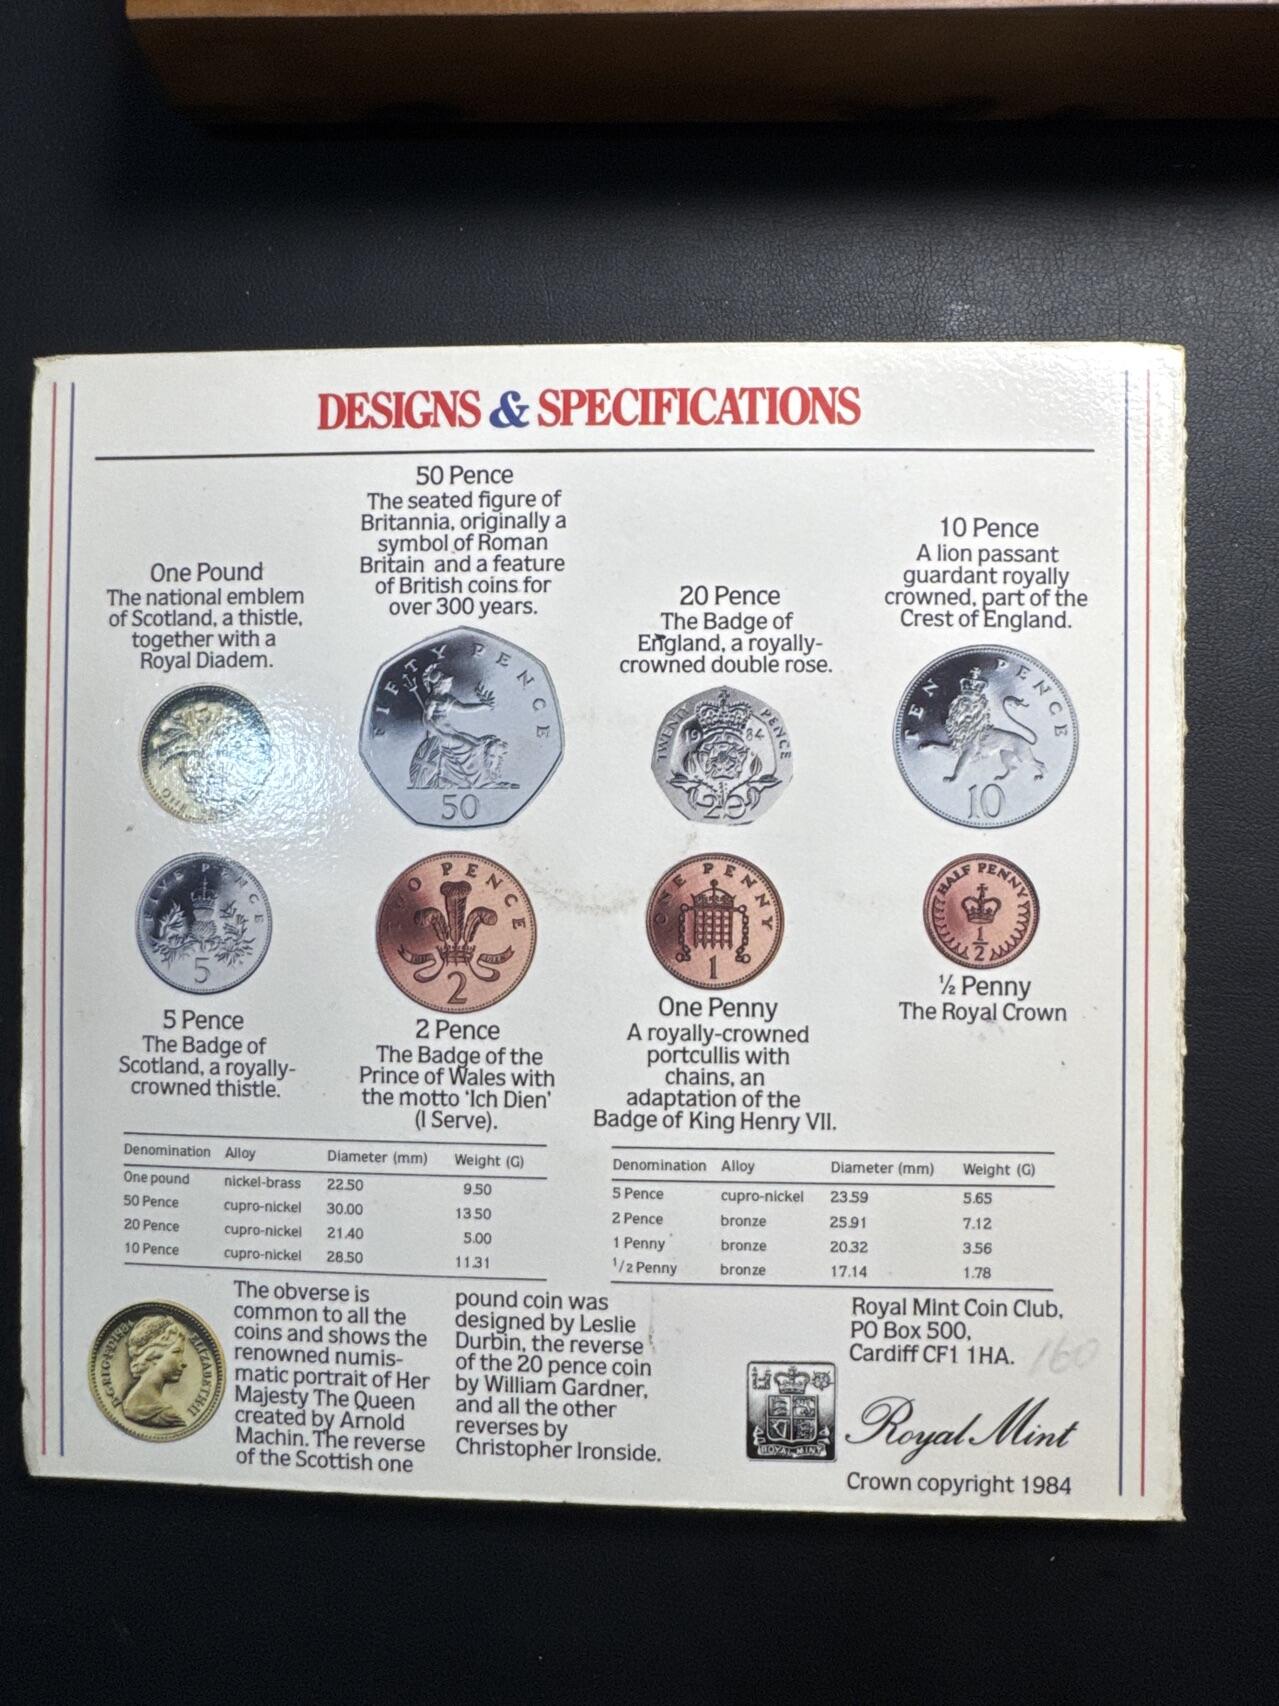 DESIGNS & SPECIFICATIONS
One Pound
The national emblem
of Scotland, a thistle,
together with a
Royal Diadem.
50 Pence
The seated figure of
Britannia, originally a
symbol of Roman
Britain and a feature
of British coins for
over 300 years.
20 Pence
The Badge of
England, a royally-
crowned double rose.
10 Pence
A lion passant
guardant royally
crowned, part of the
Crest of England.
FIFTY PENCE
50
TWENTY PENCE
1984
20
TEN PENCE
10
FIVE PENCE
5
TWO PENCE
2
ONE PENNY
1
HALF PENNY
1/2
5 Pence
The Badge of
Scotland, a royally-
crowned thistle.
2 Pence
The Badge of the
Prince of Wales with
the motto 'Ich Dien'
(I Serve).
One Penny
A royally-crowned
portcullis with
chains, an
adaptation of the
Badge of King Henry VII.
½ Penny
The Royal Crown
Denomination Alloy Diameter (mm) Weight (G)
One pound nickel-brass 22.50 9.50
50 Pence cupro-nickel 30.00 13.50
20 Pence cupro-nickel 21.40 5.00
10 Pence cupro-nickel 28.50 11.31
Denomination Alloy Diameter (mm) Weight (G)
5 Pence cupro-nickel 23.59 5.65
2 Pence bronze 25.91 7.12
1 Penny bronze 20.32 3.56
1/2 Penny bronze 17.14 1.78
ELIZABETH II
The obverse is
common to all the
coins and shows the
renowned numis-
matic portrait of Her
Majesty The Queen
created by Arnold
Machin. The reverse
of the Scottish one
pound coin was
designed by Leslie
Durbin, the reverse
of the 20 pence coin
by William Gardner,
and all the other
reverses by
Christopher Ironside.
Royal Mint Coin Club,
PO Box 500,
Cardiff CF1 1HA.
160
ROYAL MINT
Royal Mint
Crown copyright 1984